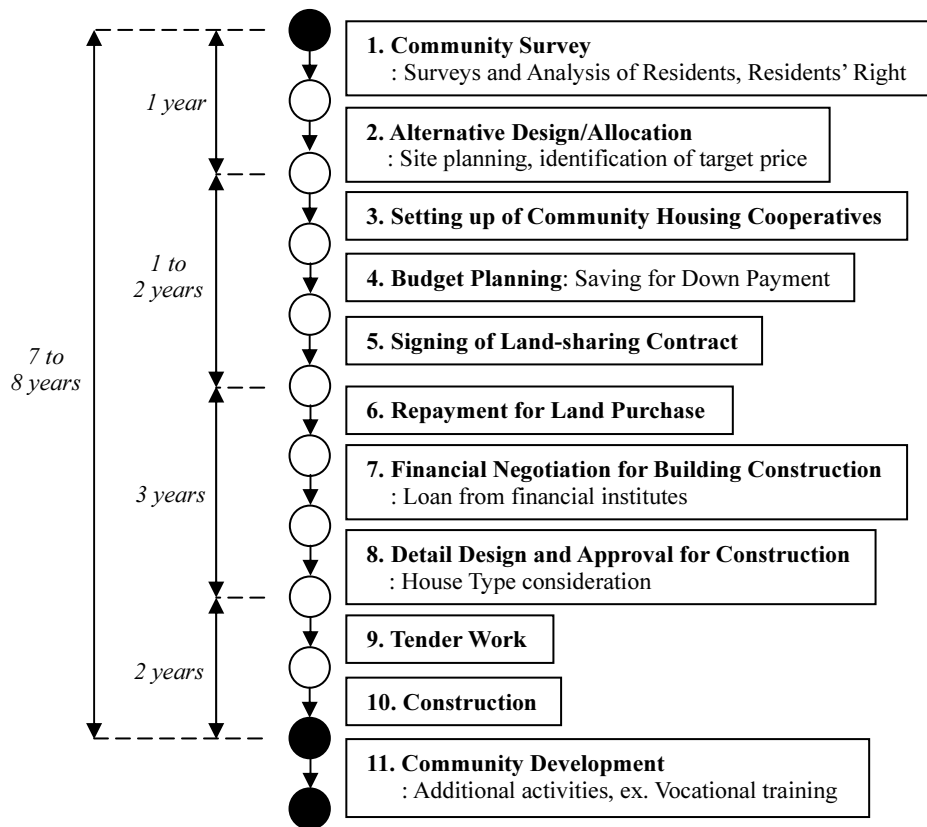 1. Community Survey
: Surveys and Analysis of Residents, Residents’ Right
1 year
2. Alternative Design/Allocation
: Site planning, identification of target price
3. Setting up of Community Housing Cooperatives
1 to
2 years
4. Budget Planning: Saving for Down Payment
5. Signing of Land-sharing Contract
7 to
8 years
6. Repayment for Land Purchase
7. Financial Negotiation for Building Construction
: Loan from financial institutes
3 years
8. Detail Design and Approval for Construction
: House Type consideration
9. Tender Work
2 years
10. Construction
11. Community Development
: Additional activities, ex. Vocational training